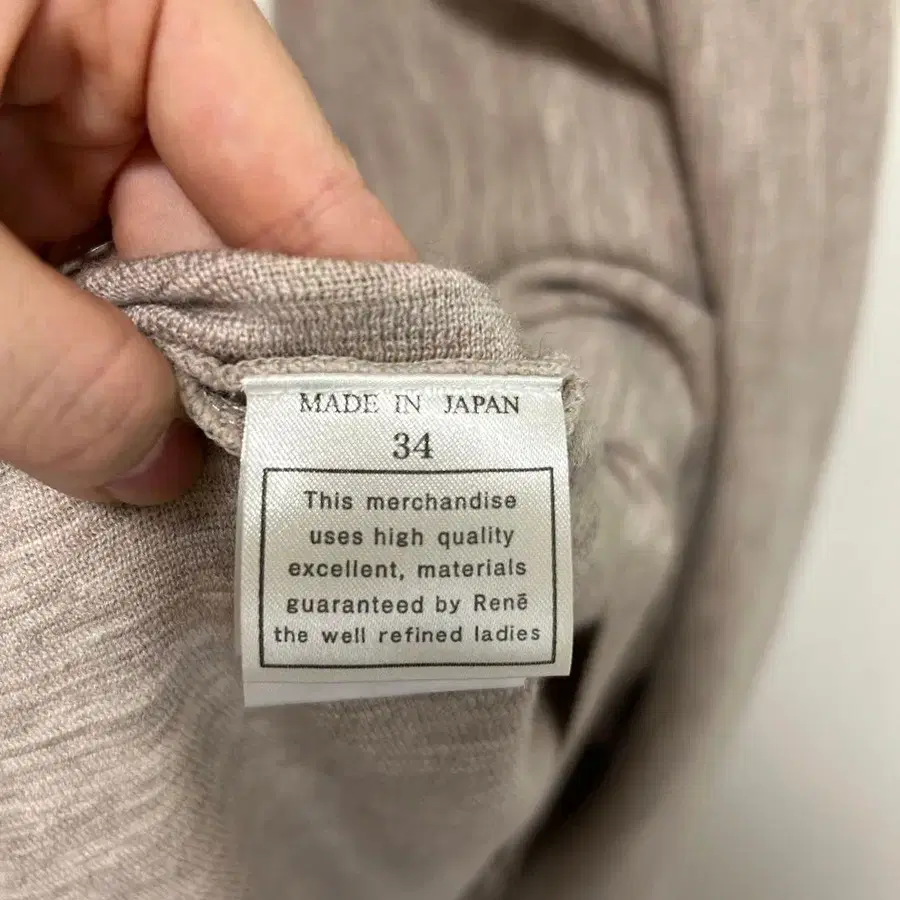 MADE IN JAPAN
34
This merchandise
uses high quality
excellent, materials
guaranteed by Renē
the well refined ladies